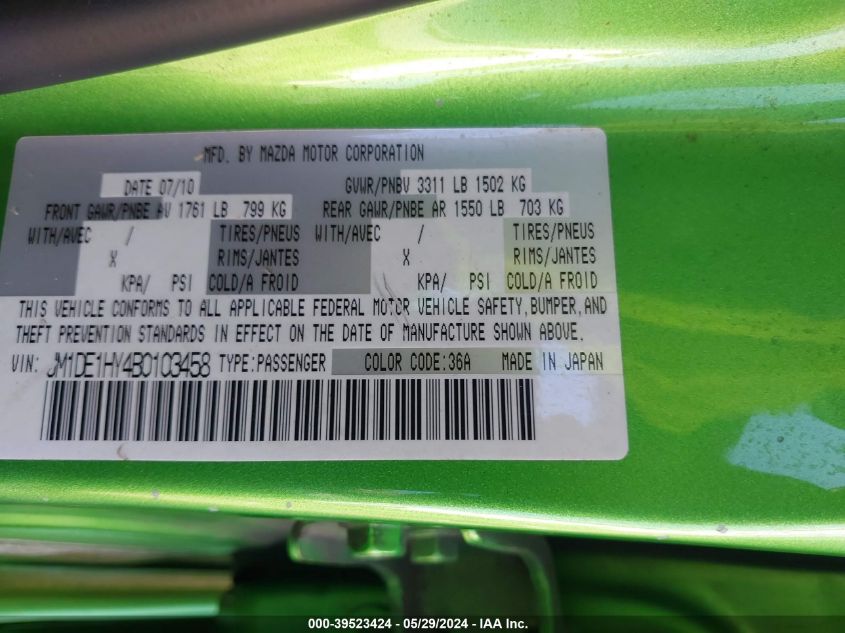 MFD. BY MAZDA MOTOR CORPORATION
DATE 07/10 GVWR/PNBV 3311 LB 1502 KG
FRONT GAWR/PNBE AV 1761 LB 799 KG REAR GAWR/PNBE AR 1550 LB 703 KG
WITH/AVEC / TIRES/PNEUS WITH/AVEC / TIRES/PNEUS
X RIMS/JANTES X RIMS/JANTES
KPA/ PSI COLD/A FROID KPA/ PSI COLD/A FROID
THIS VEHICLE CONFORMS TO ALL APPLICABLE FEDERAL MOTOR VEHICLE SAFETY, BUMPER, AND
THEFT PREVENTION STANDARDS IN EFFECT ON THE DATE OF MANUFACTURE SHOWN ABOVE.
VIN: JM1DE1HY4B0103458 TYPE:PASSENGER COLOR CODE:36A MADE IN JAPAN
000-39523424 - 05/29/2024 - IAA Inc.